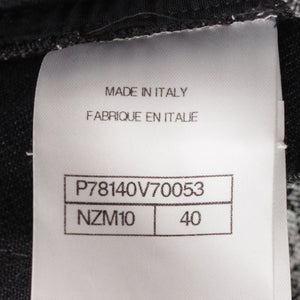 MADE IN ITALY
FABRIQUE EN ITALIE
P78140V70053
NZM10 40